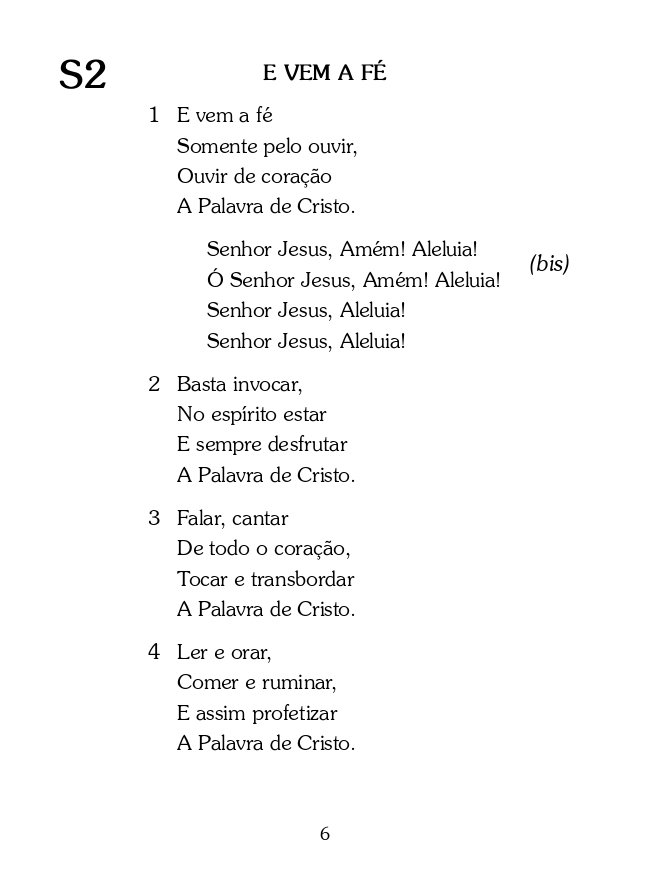 S2
E VEM A FÉ
1 E vem a fé
Somente pelo ouvir,
Ouvir de coração
A Palavra de Cristo.
Senhor Jesus, Amém! Aleluia!
(bis)
Ó Senhor Jesus, Amém! Aleluia!
Senhor Jesus, Aleluia!
Senhor Jesus, Aleluia!
2 Basta invocar,
No espírito estar
E sempre desfrutar
A Palavra de Cristo.
3 Falar, cantar
De todo o coração,
Tocar e transbordar
A Palavra de Cristo.
4 Ler e orar,
Comer e ruminar,
E assim profetizar
A Palavra de Cristo.
6